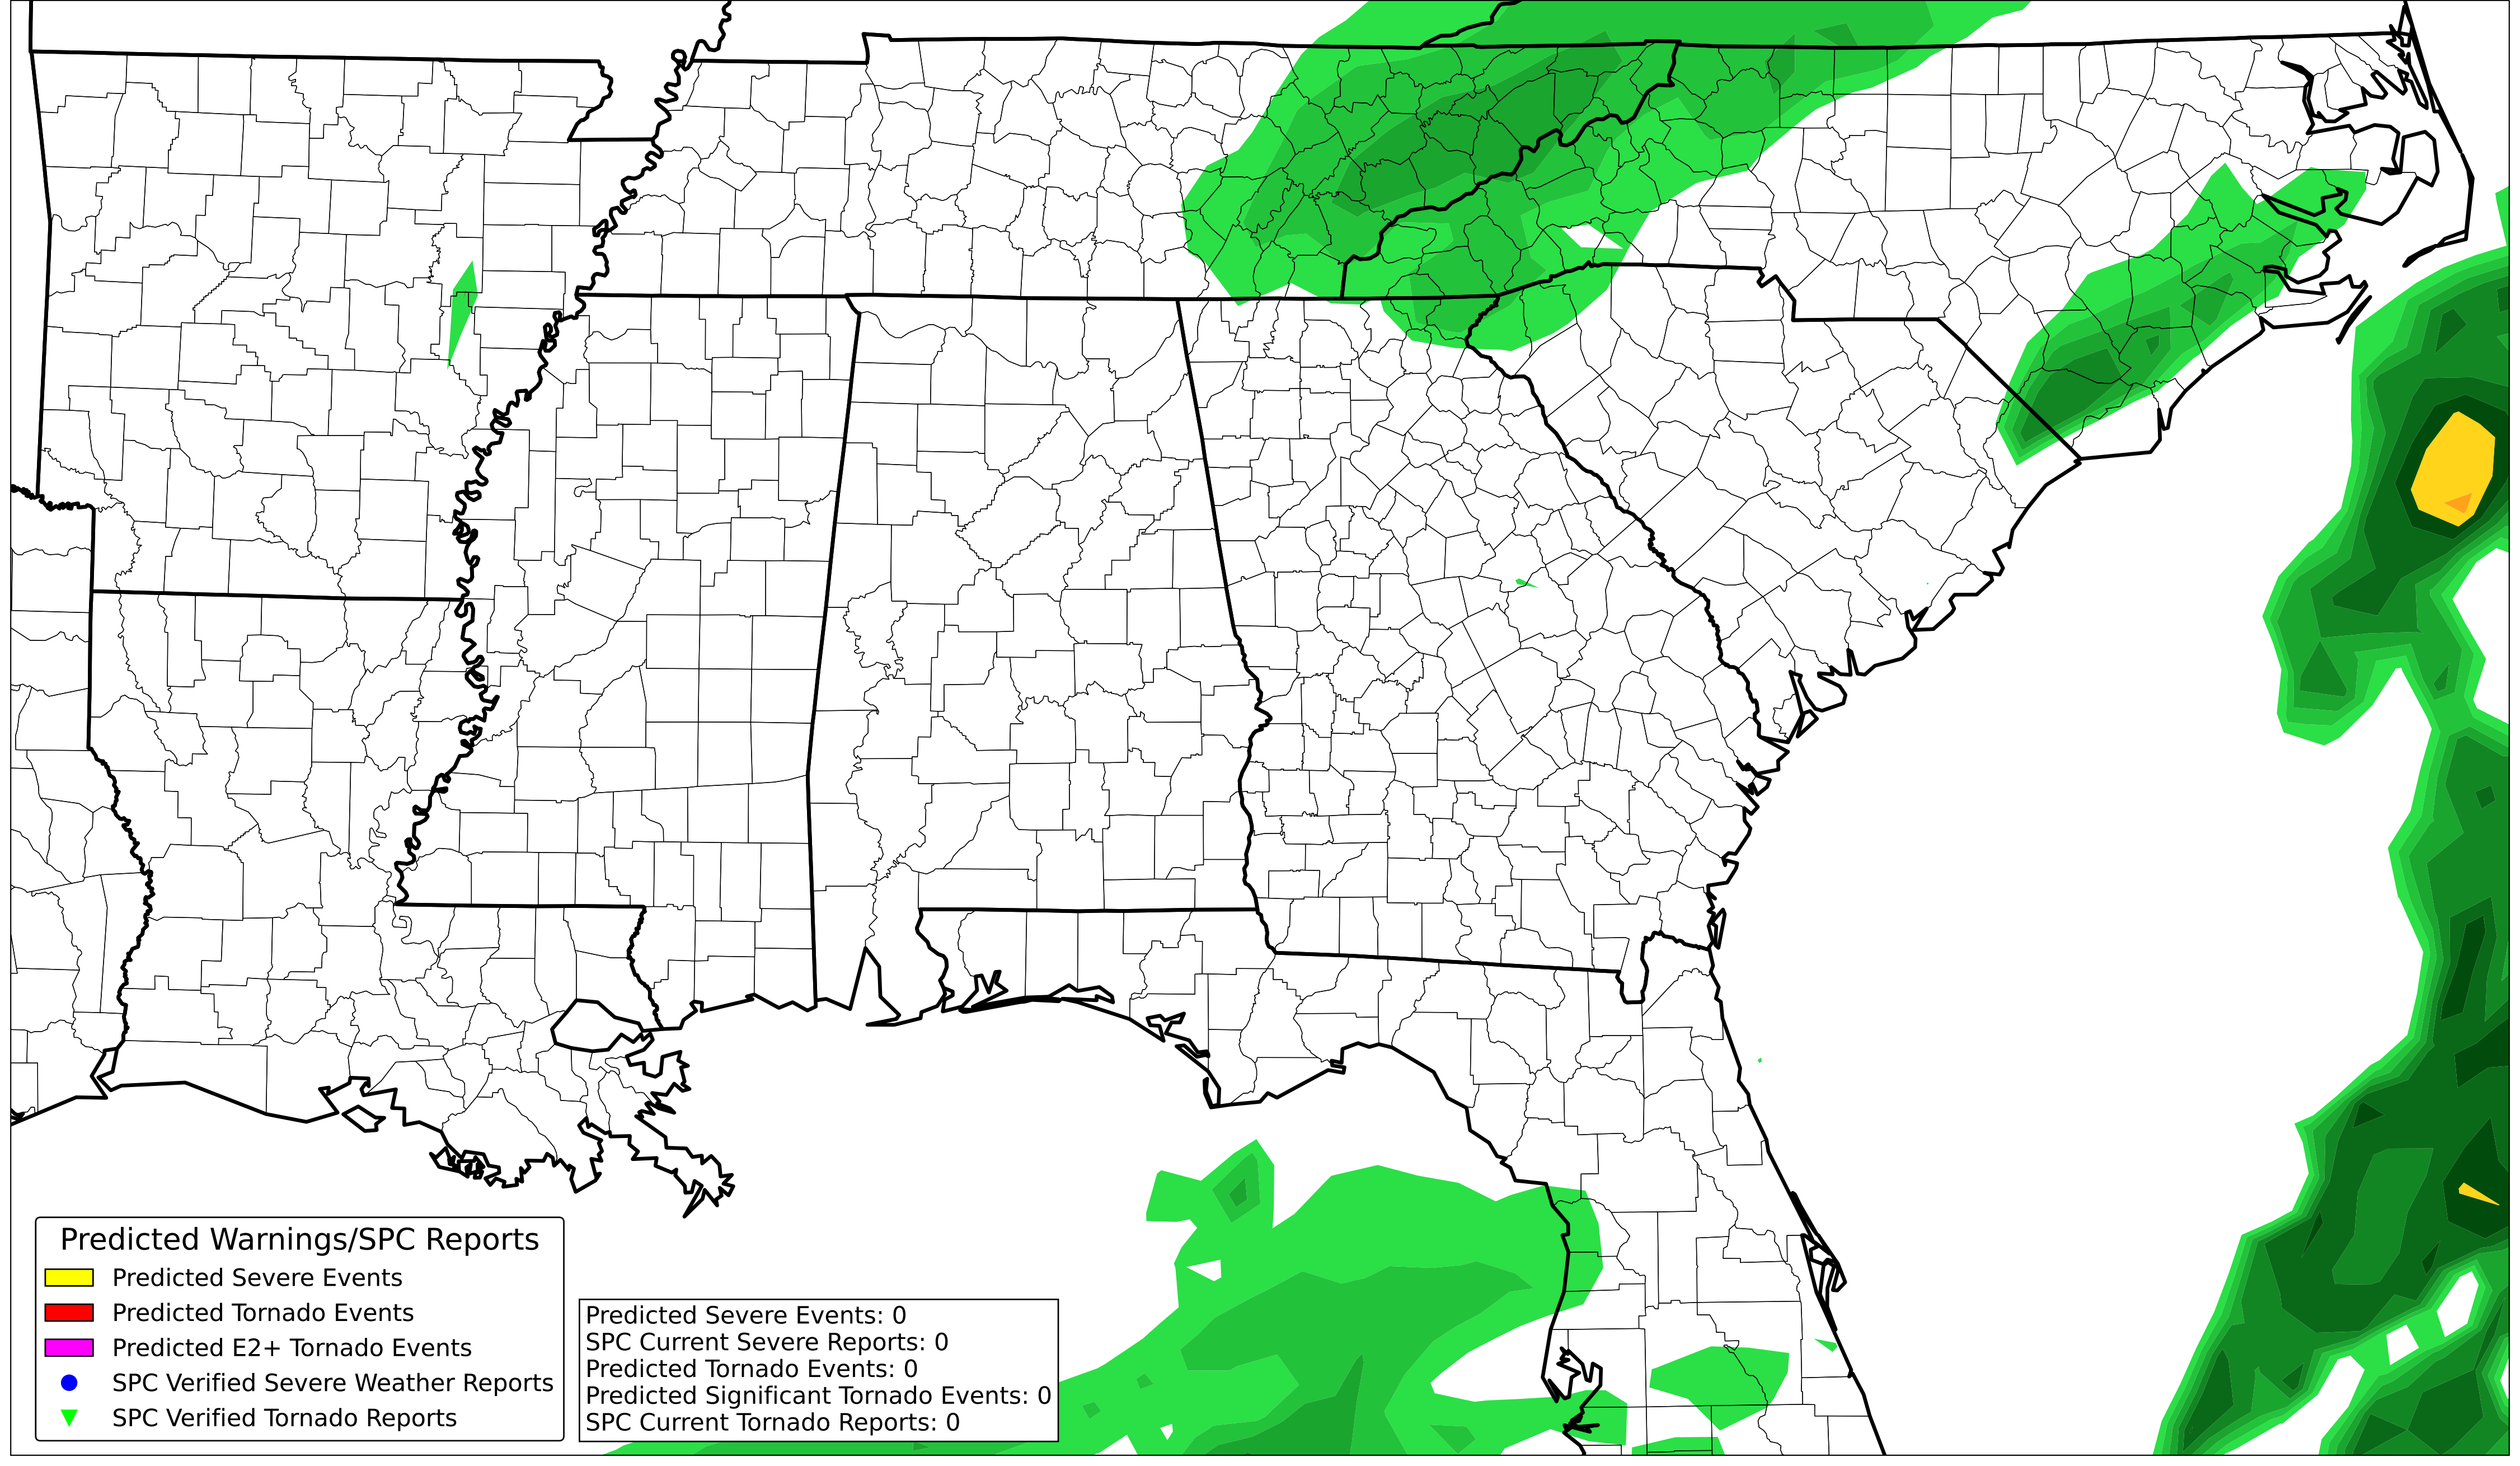 Predicted Warnings/SPC Reports
Predicted Severe Events
Predicted Tornado Events
Predicted E2+ Tornado Events
SPC Verified Severe Weather Reports
SPC Verified Tornado Reports
Predicted Severe Events: 0
SPC Current Severe Reports: 0
Predicted Tornado Events: 0
Predicted Significant Tornado Events: 0
SPC Current Tornado Reports: 0